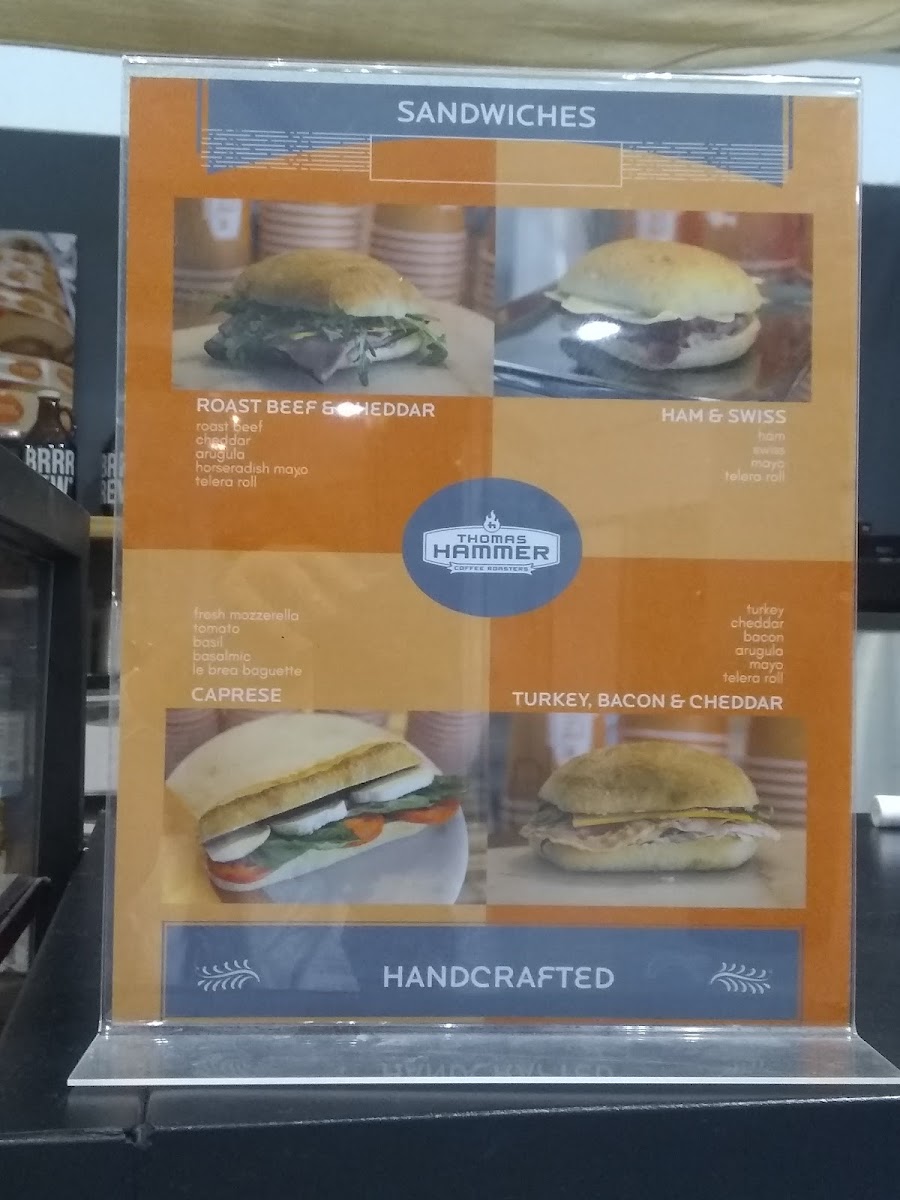 SANDWICHES
ROAST BEEF & CHEDDAR
roast beef
cheddar
arugula
horseradish mayo
telera roll
HAM & SWISS
ham
swiss
mayo
telera roll
THOMAS
HAMMER
COFFEE ROASTERS
fresh mozzerella
tomato
basil
basalmic
le brea baguette
CAPRESE
turkey
cheddar
bacon
arugula
mayo
telera roll
TURKEY, BACON & CHEDDAR
HANDCRAFTED
BRRR